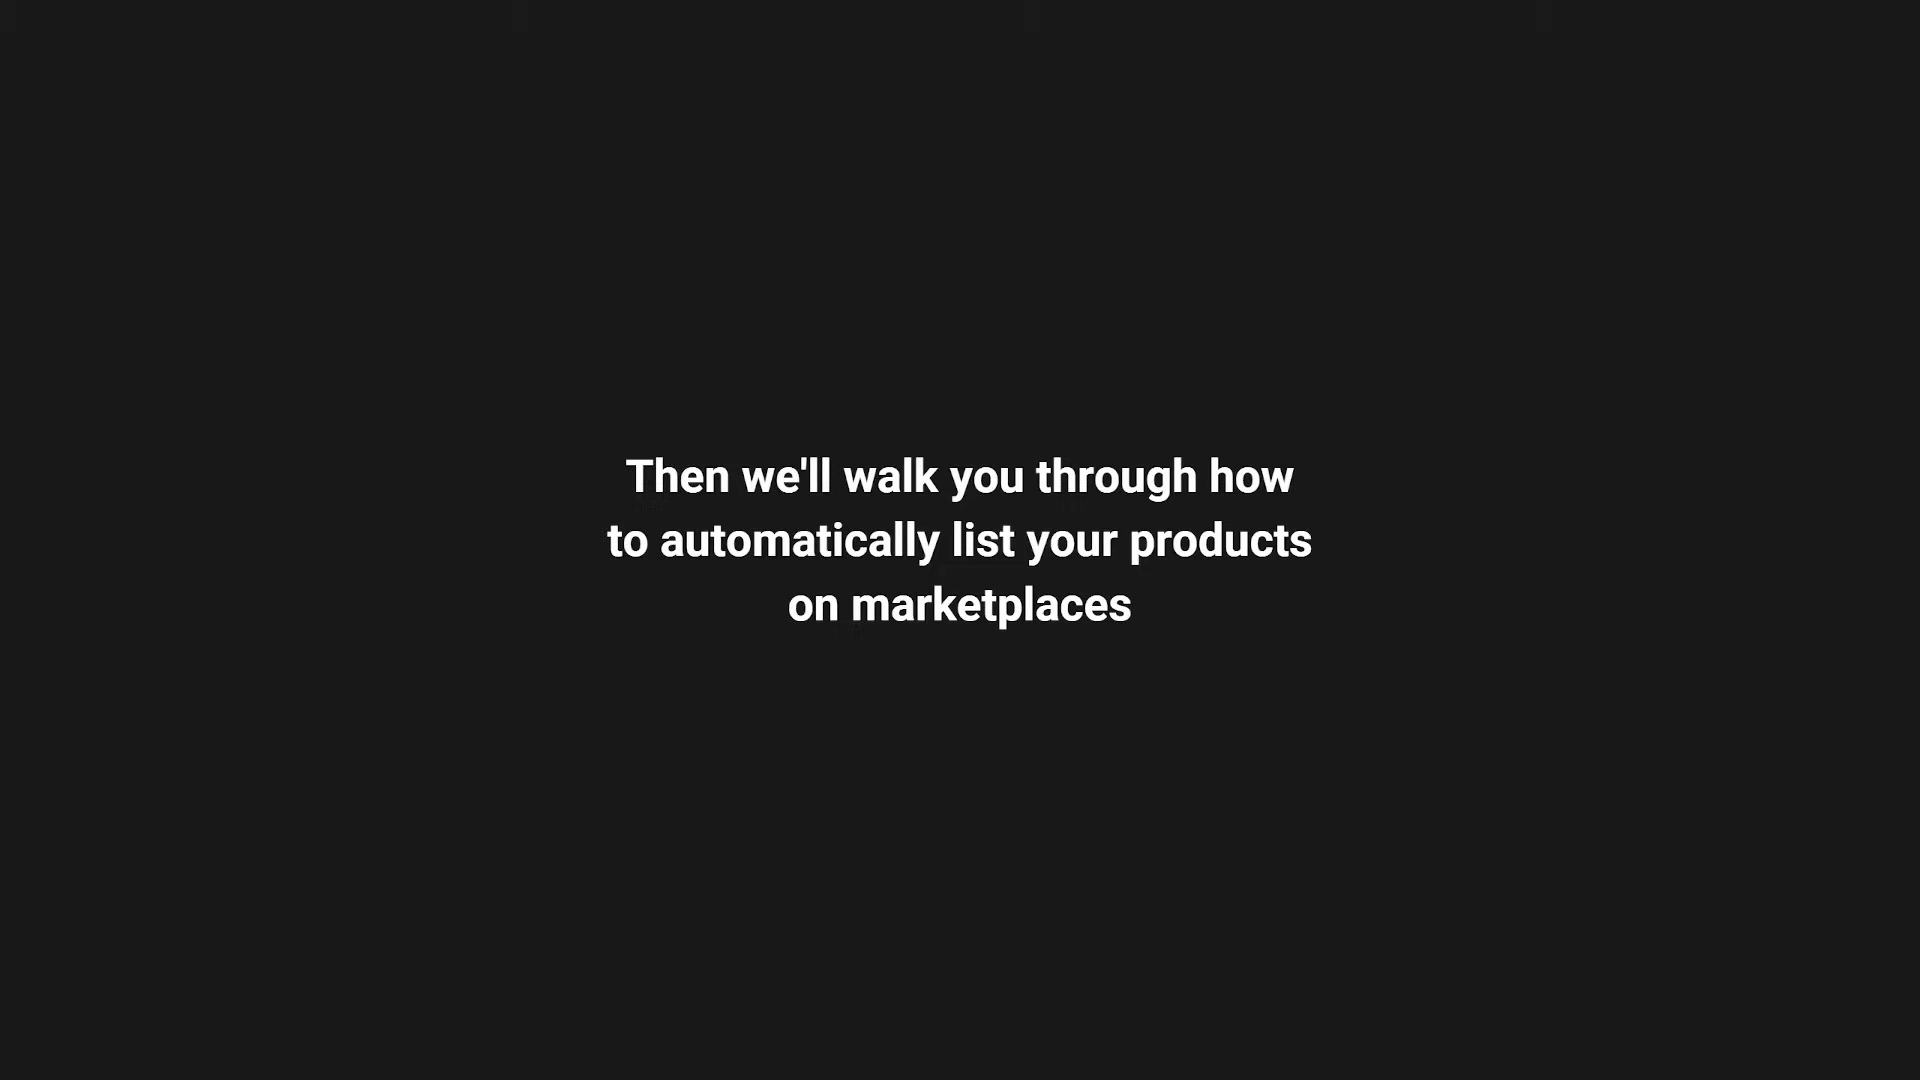 Then we'll walk you through how
to automatically list your products
on marketplaces